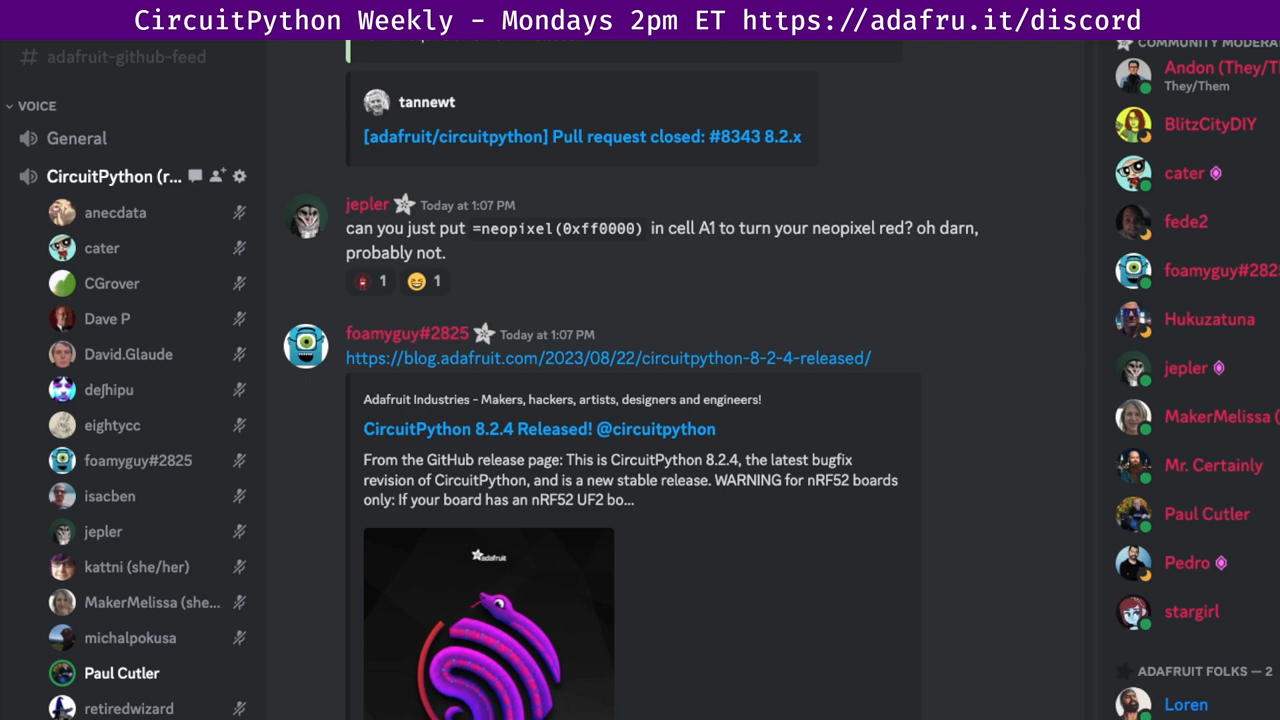 CircuitPython Weekly - Mondays 2pm ET https://adafru.it/discord
# adafruit-github-feed
VOICE
General
CircuitPython (r...
anecdata
cater
CGrover
Dave P
David.Glaude
deʃhipu
eightycc
foamyguy#2825
isacben
jepler
kattni (she/her)
MakerMelissa (she...
michalpokusa
Paul Cutler
retiredwizard
tannewt
[adafruit/circuitpython] Pull request closed: #8343 8.2.x
jepler Today at 1:07 PM
can you just put =neopixel(0xff0000) in cell A1 to turn your neopixel red? oh darn,
probably not.
1 1
foamyguy#2825 Today at 1:07 PM
https://blog.adafruit.com/2023/08/22/circuitpython-8-2-4-released/
Adafruit Industries - Makers, hackers, artists, designers and engineers!
CircuitPython 8.2.4 Released! @circuitpython
From the GitHub release page: This is CircuitPython 8.2.4, the latest bugfix
revision of CircuitPython, and is a new stable release. WARNING for nRF52 boards
only: If your board has an nRF52 UF2 bo...
adafruit
COMMUNITY MODERA
Andon (They/T
They/Them
BlitzCityDIY
cater
fede2
foamyguy#282
Hukuzatuna
jepler
MakerMelissa (
Mr. Certainly
Paul Cutler
Pedro
stargirl
ADAFRUIT FOLKS — 2
Loren